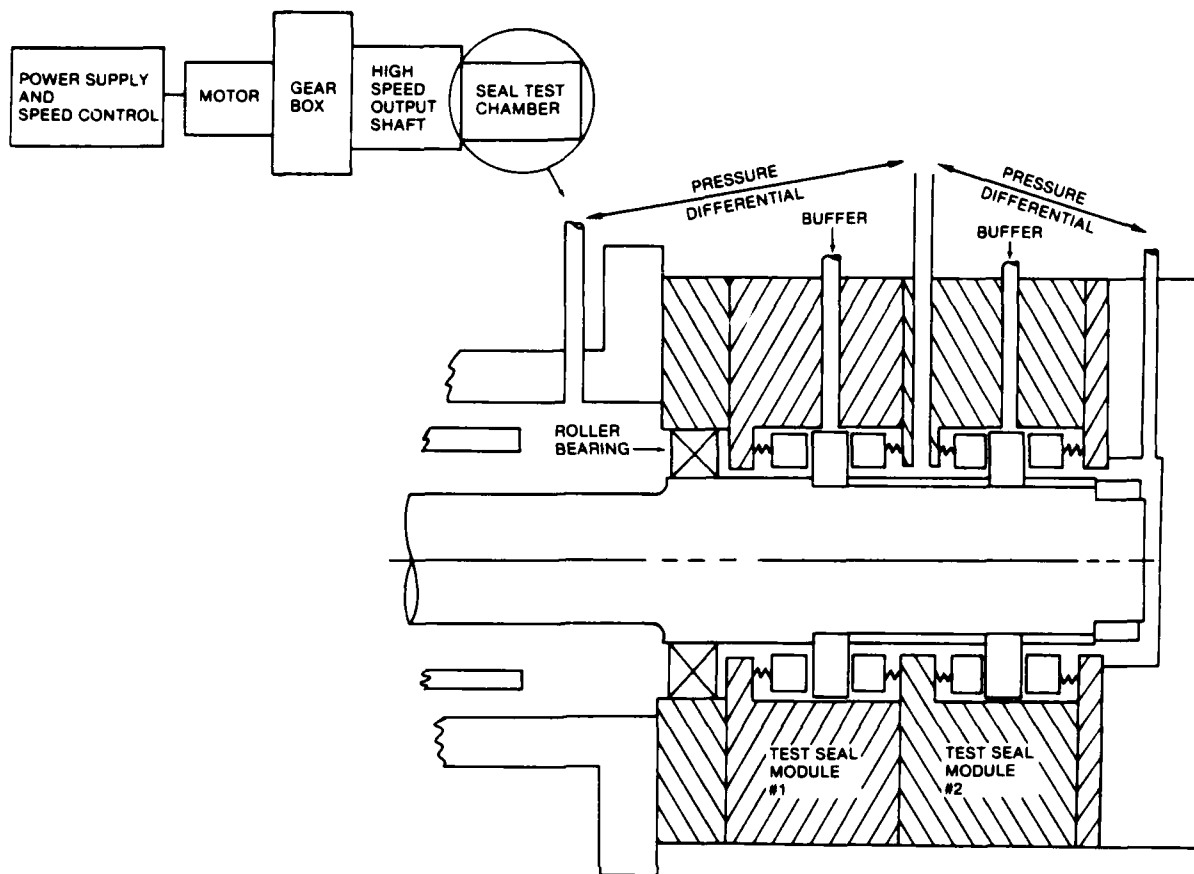 POWER SUPPLY
AND
SPEED CONTROL
MOTOR
GEAR
BOX
HIGH
SPEED
OUTPUT
SHAFT
SEAL TEST
CHAMBER
PRESSURE
DIFFERENTIAL
PRESSURE
DIFFERENTIAL
BUFFER
BUFFER
ROLLER
BEARING
TEST SEAL
MODULE
#1
TEST SEAL
MODULE
#2